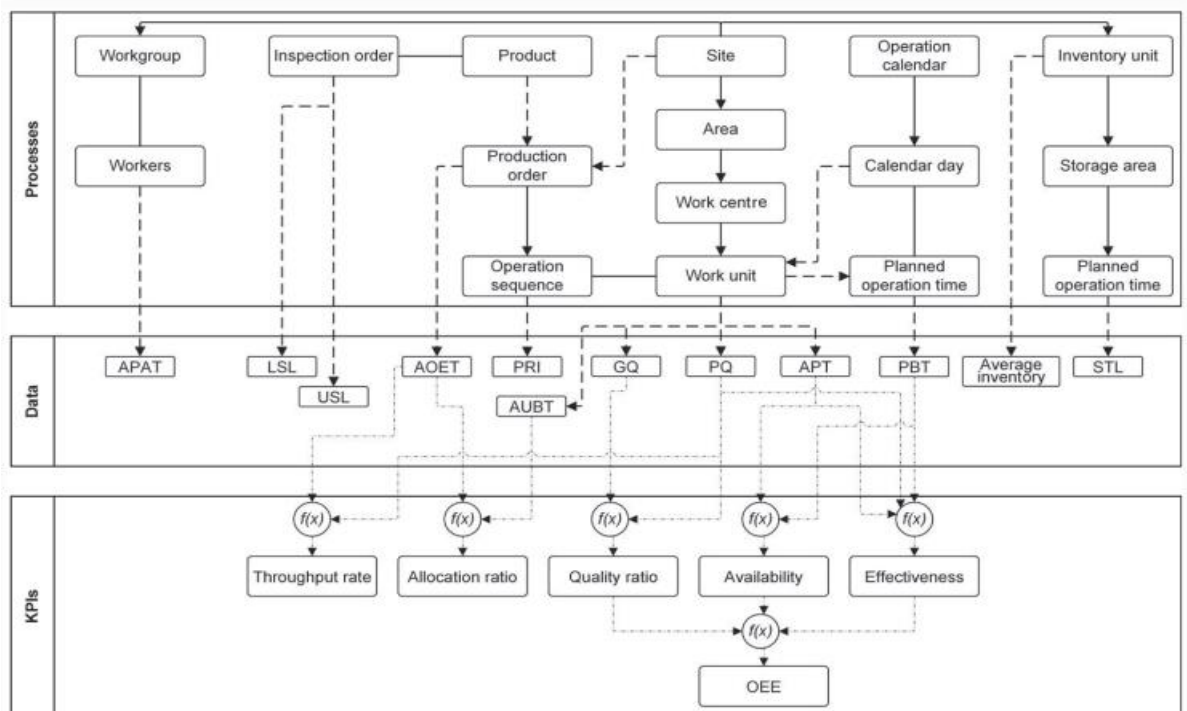 Processes
Workgroup
Inspection order
Product
Site
Operation
calendar
Inventory unit
Area
Workers
Production
order
Calendar day
Storage area
Work centre
Operation
sequence
Work unit
Planned
operation time
Planned
operation time
Data
APAT
LSL
AOET
PRI
GQ
PQ
APT
PBT
Average
inventory
STL
USL
AUBT
KPIs
f(x)
f(x)
f(x)
f(x)
f(x)
Throughput rate
Allocation ratio
Quality ratio
Availability
Effectiveness
f(x)
OEE